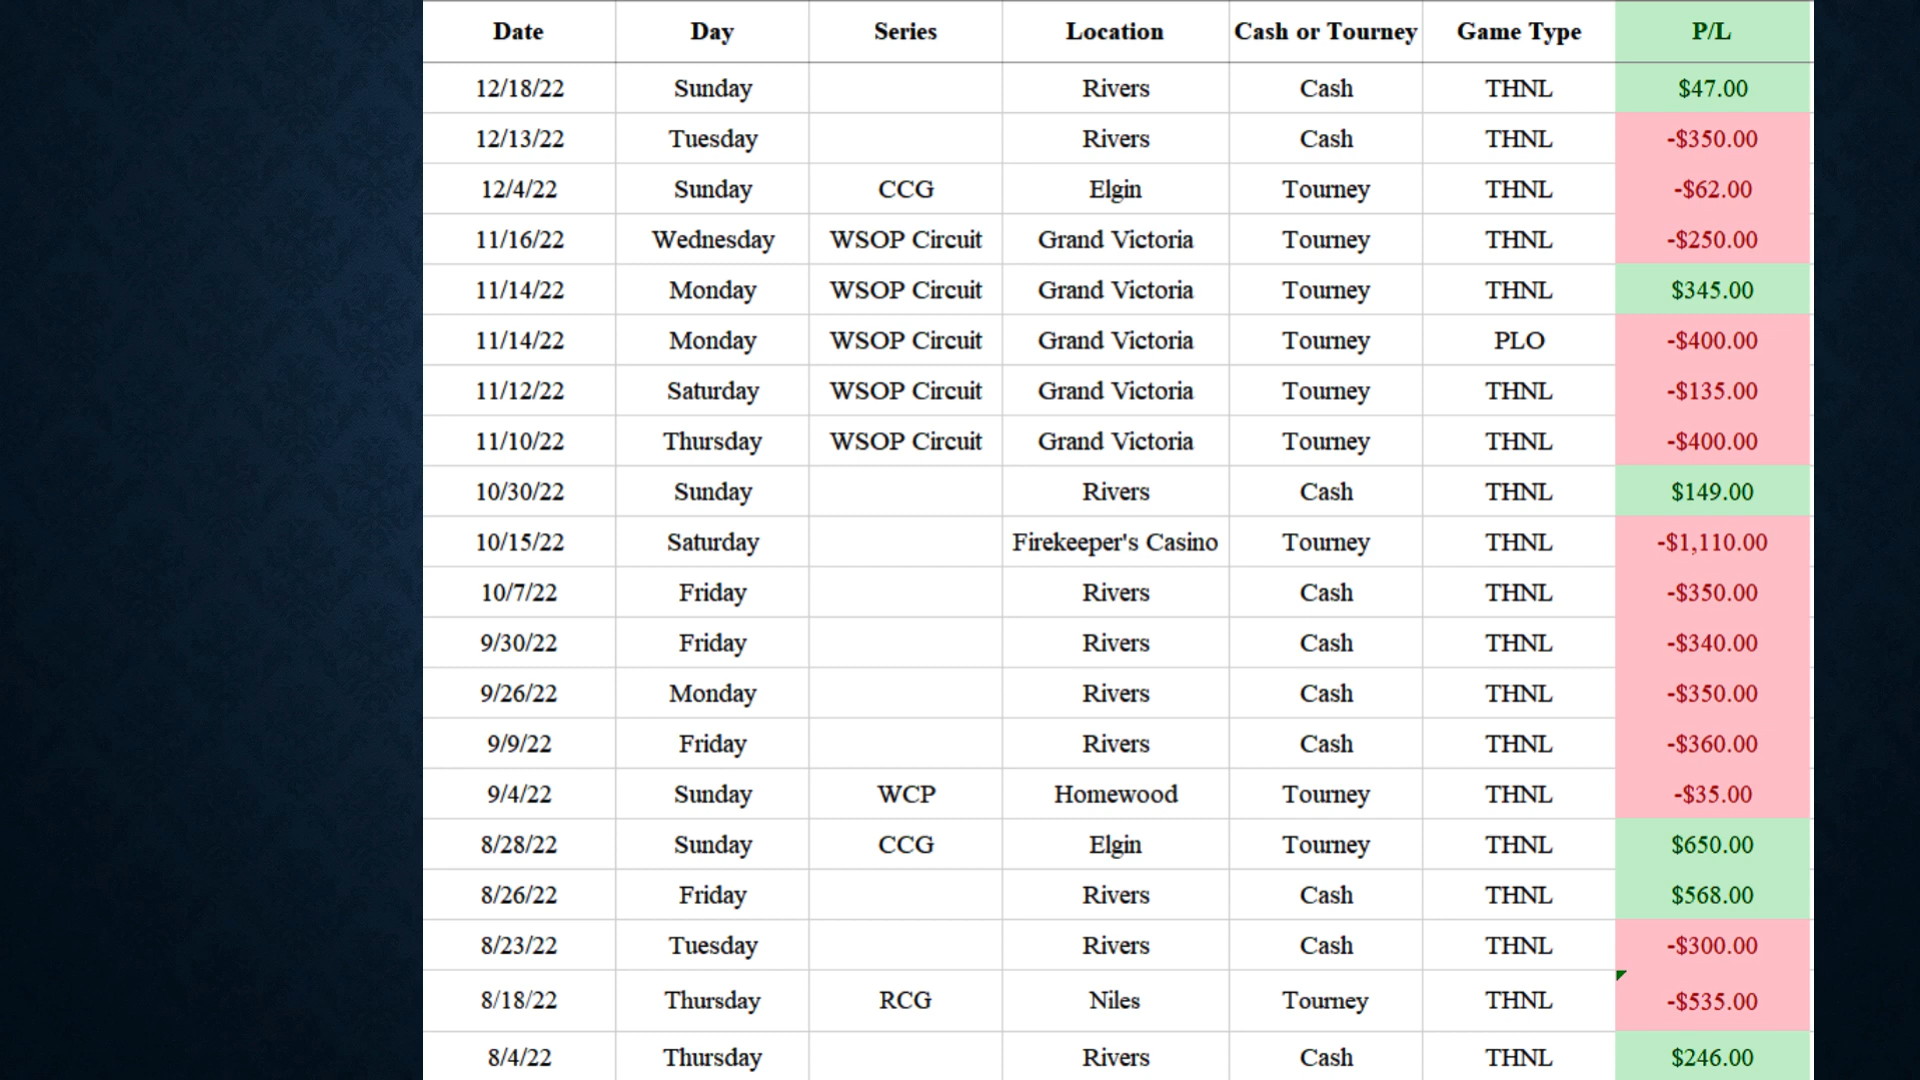 Date Day Series Location Cash or Tourney Game Type P/L
12/18/22 Sunday Rivers Cash THNL $47.00
12/13/22 Tuesday Rivers Cash THNL -$350.00
12/4/22 Sunday CCG Elgin Tourney THNL -$62.00
11/16/22 Wednesday WSOP Circuit Grand Victoria Tourney THNL -$250.00
11/14/22 Monday WSOP Circuit Grand Victoria Tourney THNL $345.00
11/14/22 Monday WSOP Circuit Grand Victoria Tourney PLO -$400.00
11/12/22 Saturday WSOP Circuit Grand Victoria Tourney THNL -$135.00
11/10/22 Thursday WSOP Circuit Grand Victoria Tourney THNL -$400.00
10/30/22 Sunday Rivers Cash THNL $149.00
10/15/22 Saturday Firekeeper's Casino Tourney THNL -$1,110.00
10/7/22 Friday Rivers Cash THNL -$350.00
9/30/22 Friday Rivers Cash THNL -$340.00
9/26/22 Monday Rivers Cash THNL -$350.00
9/9/22 Friday Rivers Cash THNL -$360.00
9/4/22 Sunday WCP Homewood Tourney THNL -$35.00
8/28/22 Sunday CCG Elgin Tourney THNL $650.00
8/26/22 Friday Rivers Cash THNL $568.00
8/23/22 Tuesday Rivers Cash THNL -$300.00
8/18/22 Thursday RCG Niles Tourney THNL -$535.00
8/4/22 Thursday Rivers Cash THNL $246.00